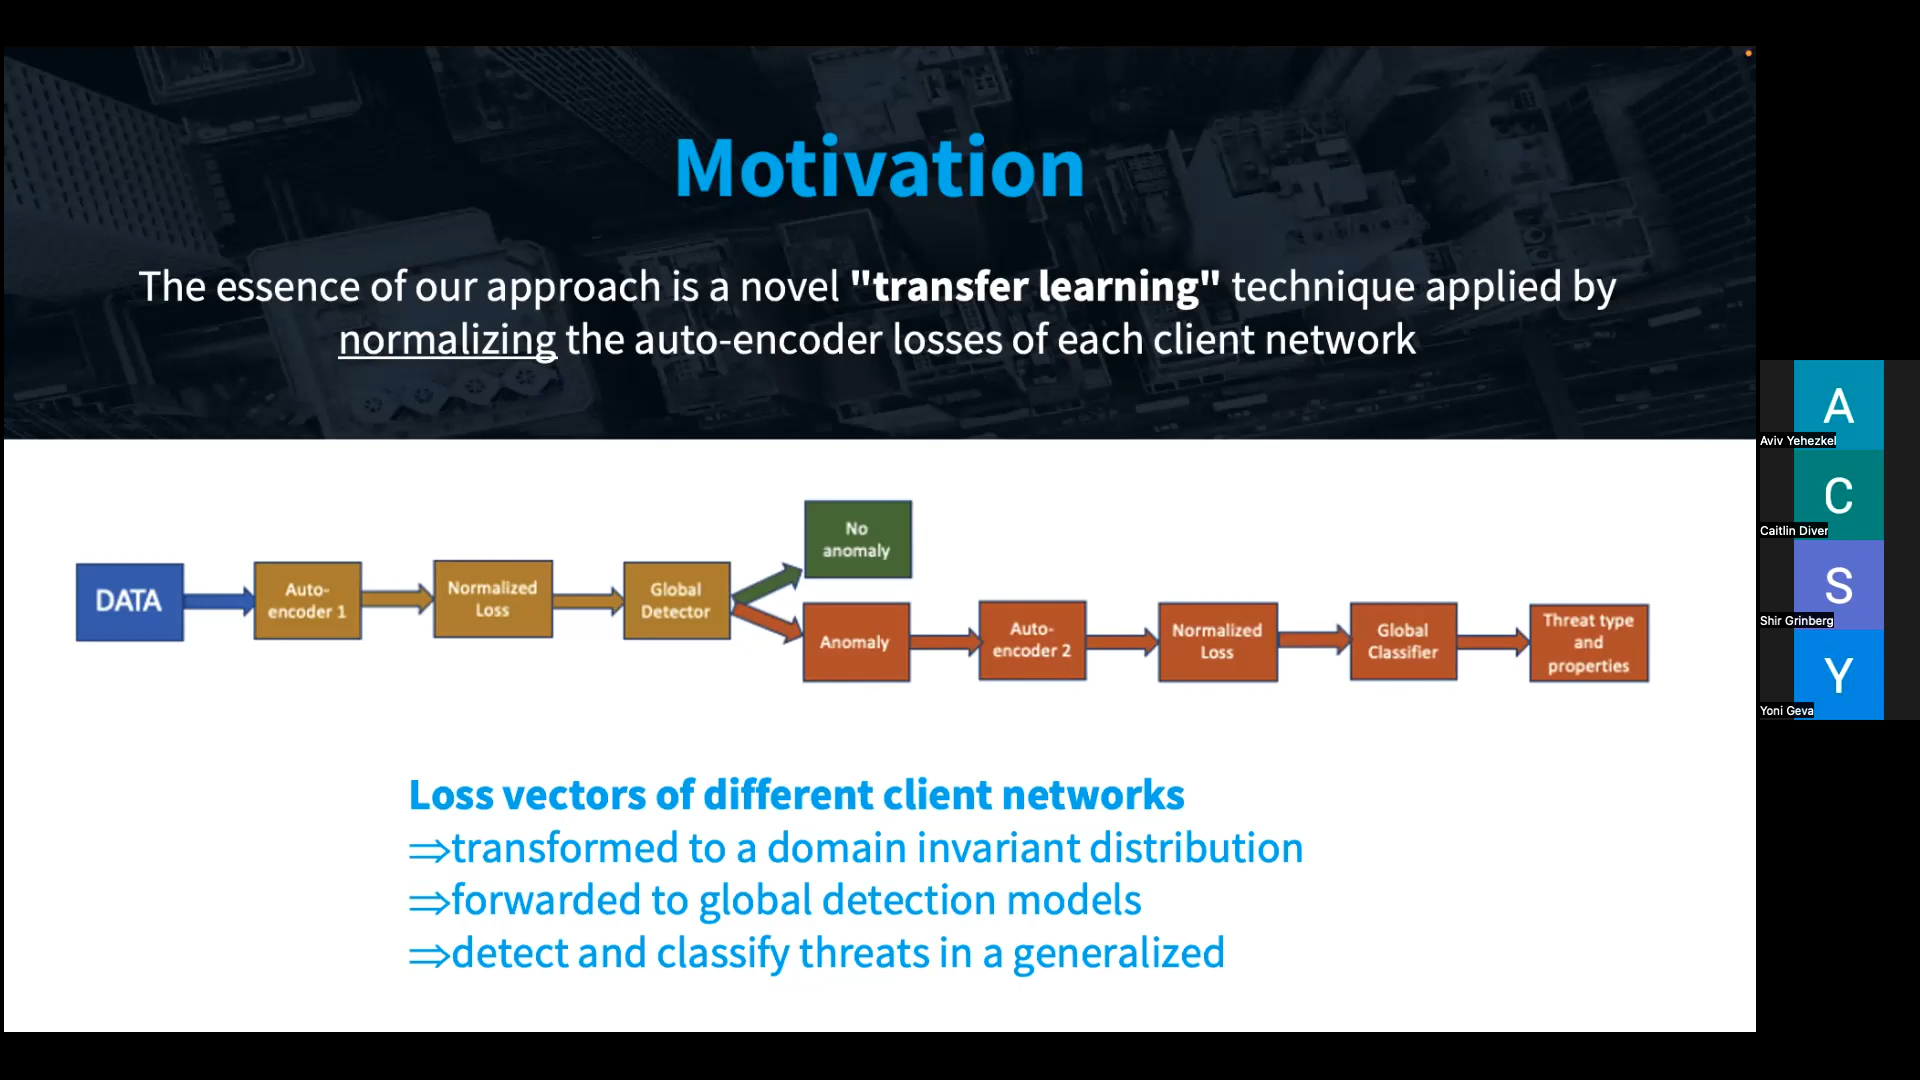 Motivation
The essence of our approach is a novel "transfer learning" technique applied by
normalizing the auto-encoder losses of each client network
DATA
Auto-
encoder 1
Normalized
Loss
Global
Detector
No
anomaly
Anomaly
Auto-
encoder 2
Normalized
Loss
Global
Classifier
Threat type
and
properties
Loss vectors of different client networks
⇒transformed to a domain invariant distribution
⇒forwarded to global detection models
⇒detect and classify threats in a generalized
A
Aviv Yehezkel
C
Caitlin Diver
S
Shir Grinberg
Y
Yoni Geva